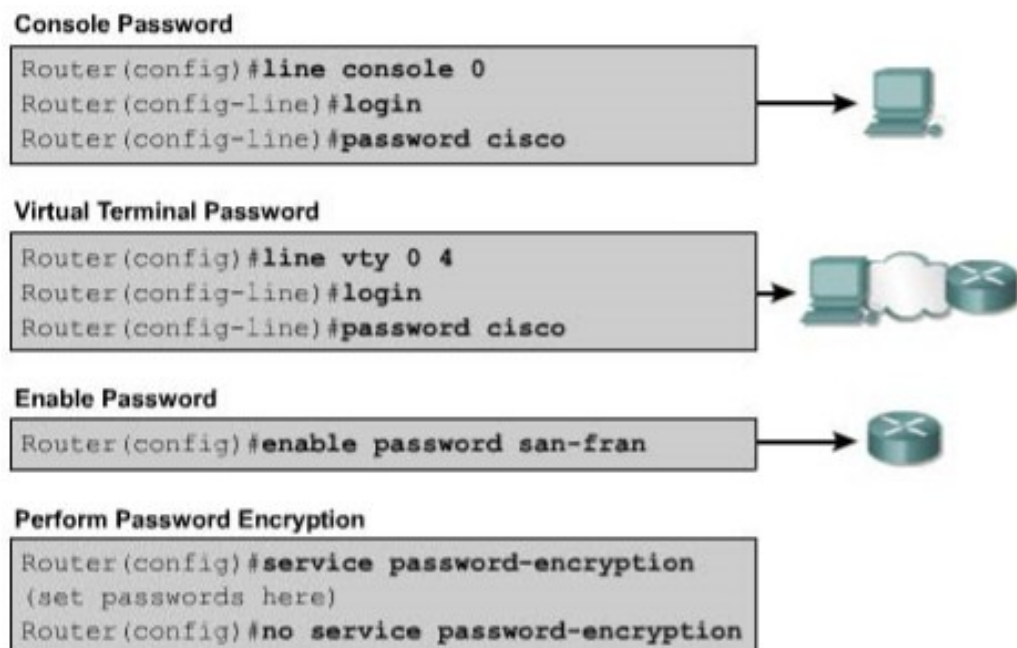 Console Password
Router(config)#line console 0
Router(config-line)#login
Router(config-line)#password cisco
Virtual Terminal Password
Router(config)#line vty 0 4
Router(config-line)#login
Router(config-line)#password cisco
Enable Password
Router(config)#enable password san-fran
Perform Password Encryption
Router(config)#service password-encryption
(set passwords here)
Router(config)#no service password-encryption